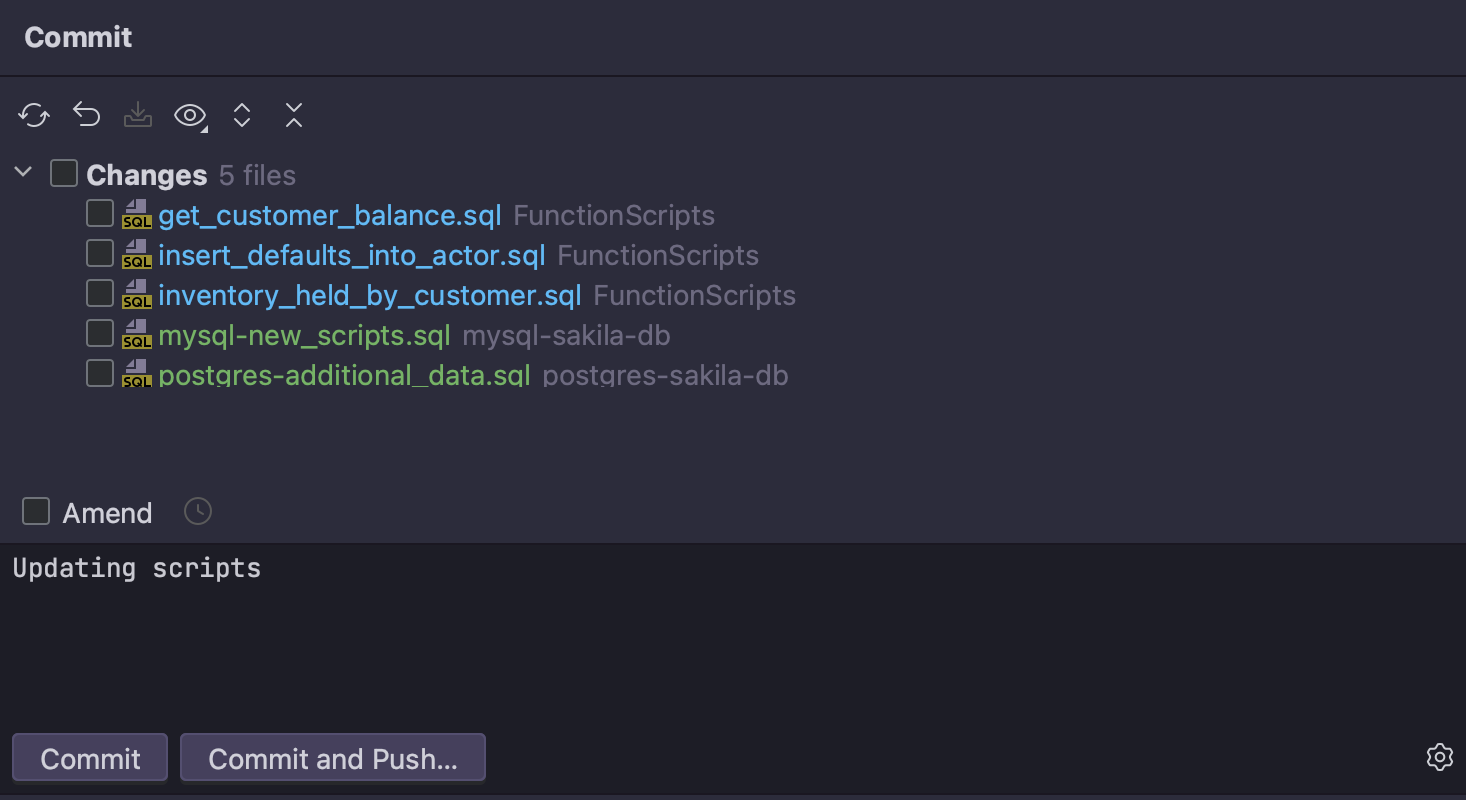 Commit
Changes 5 files
SQL get_customer_balance.sql FunctionScripts
SQL insert_defaults_into_actor.sql FunctionScripts
SQL inventory_held_by_customer.sql FunctionScripts
SQL mysql-new_scripts.sql mysql-sakila-db
SQL postgres-additional_data.sql postgres-sakila-db
Amend
Updating scripts
Commit Commit and Push...